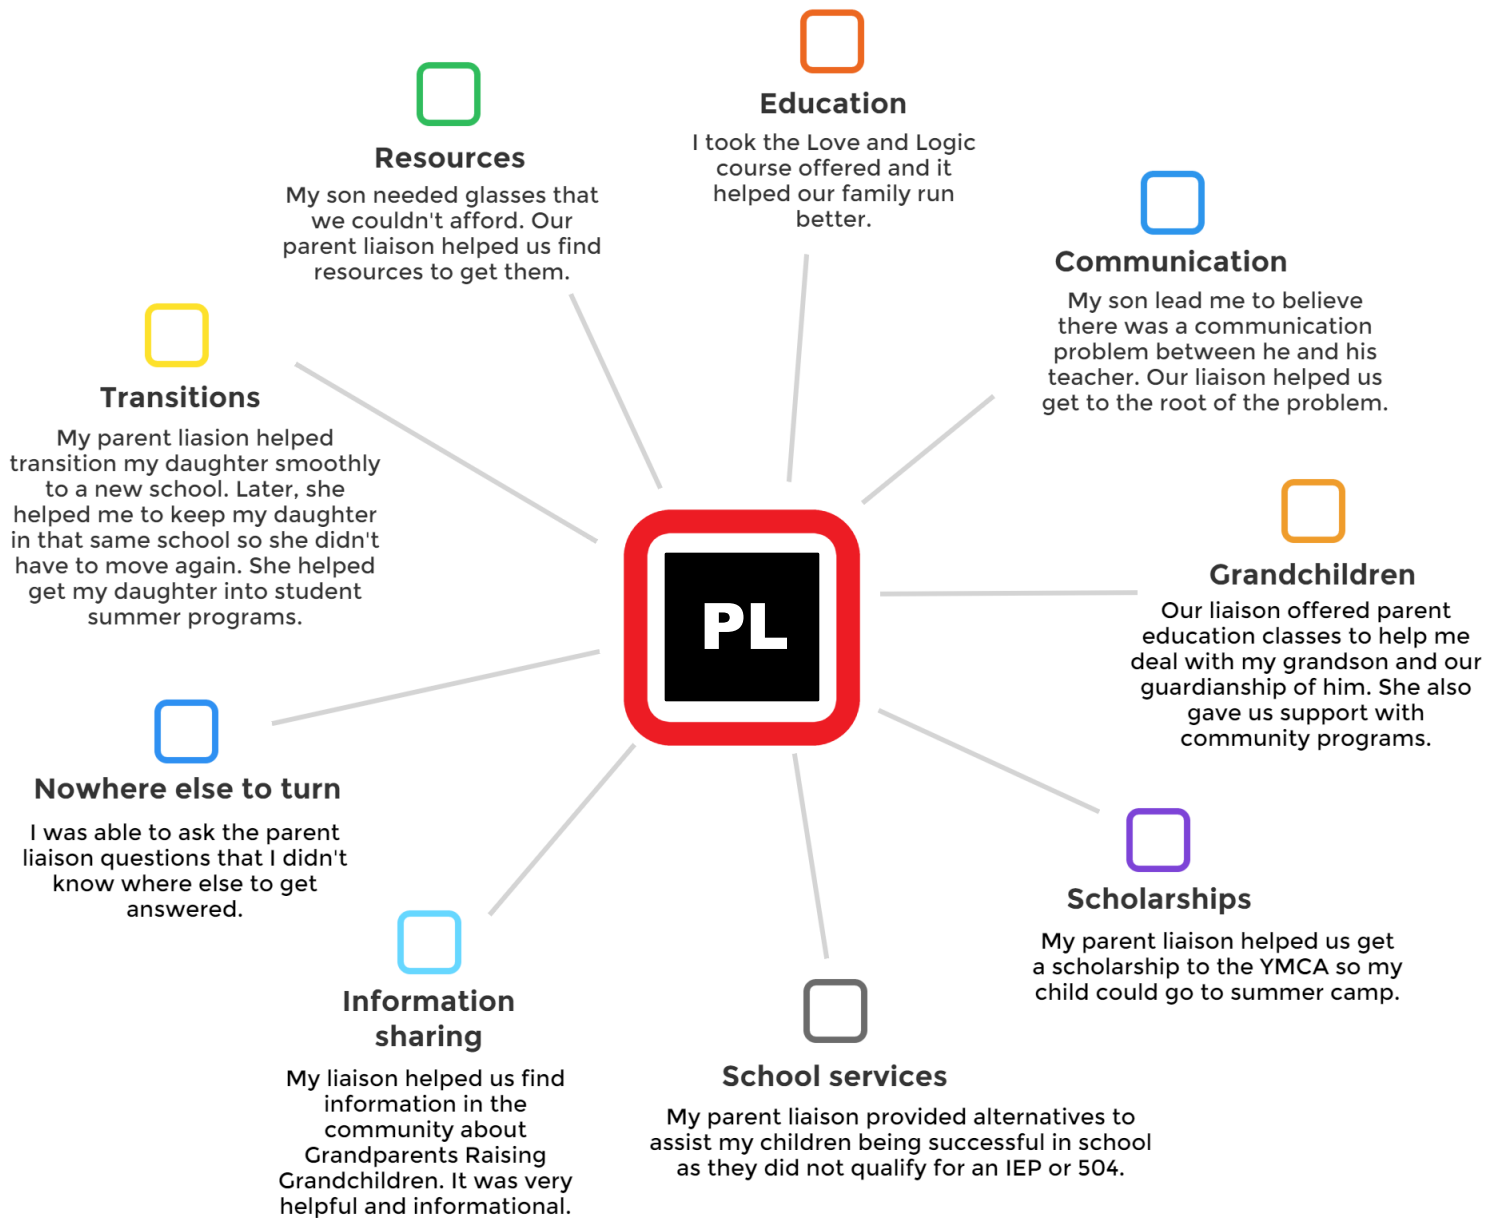 Education
I took the Love and Logic
course offered and it
helped our family run
better.
Resources
My son needed glasses that
we couldn't afford. Our
parent liaison helped us find
resources to get them.
Communication
My son lead me to believe
there was a communication
problem between he and his
teacher. Our liaison helped us
get to the root of the problem.
Transitions
My parent liasion helped
transition my daughter smoothly
to a new school. Later, she
helped me to keep my daughter
in that same school so she didn't
have to move again. She helped
get my daughter into student
summer programs.
PL
Grandchildren
Our liaison offered parent
education classes to help me
deal with my grandson and our
guardianship of him. She also
gave us support with
community programs.
Nowhere else to turn
I was able to ask the parent
liaison questions that I didn't
know where else to get
answered.
Scholarships
My parent liaison helped us get
a scholarship to the YMCA so my
child could go to summer camp.
Information
sharing
My liaison helped us find
information in the
community about
Grandparents Raising
Grandchildren. It was very
helpful and informational.
School services
My parent liaison provided alternatives to
assist my children being successful in school
as they did not qualify for an IEP or 504.